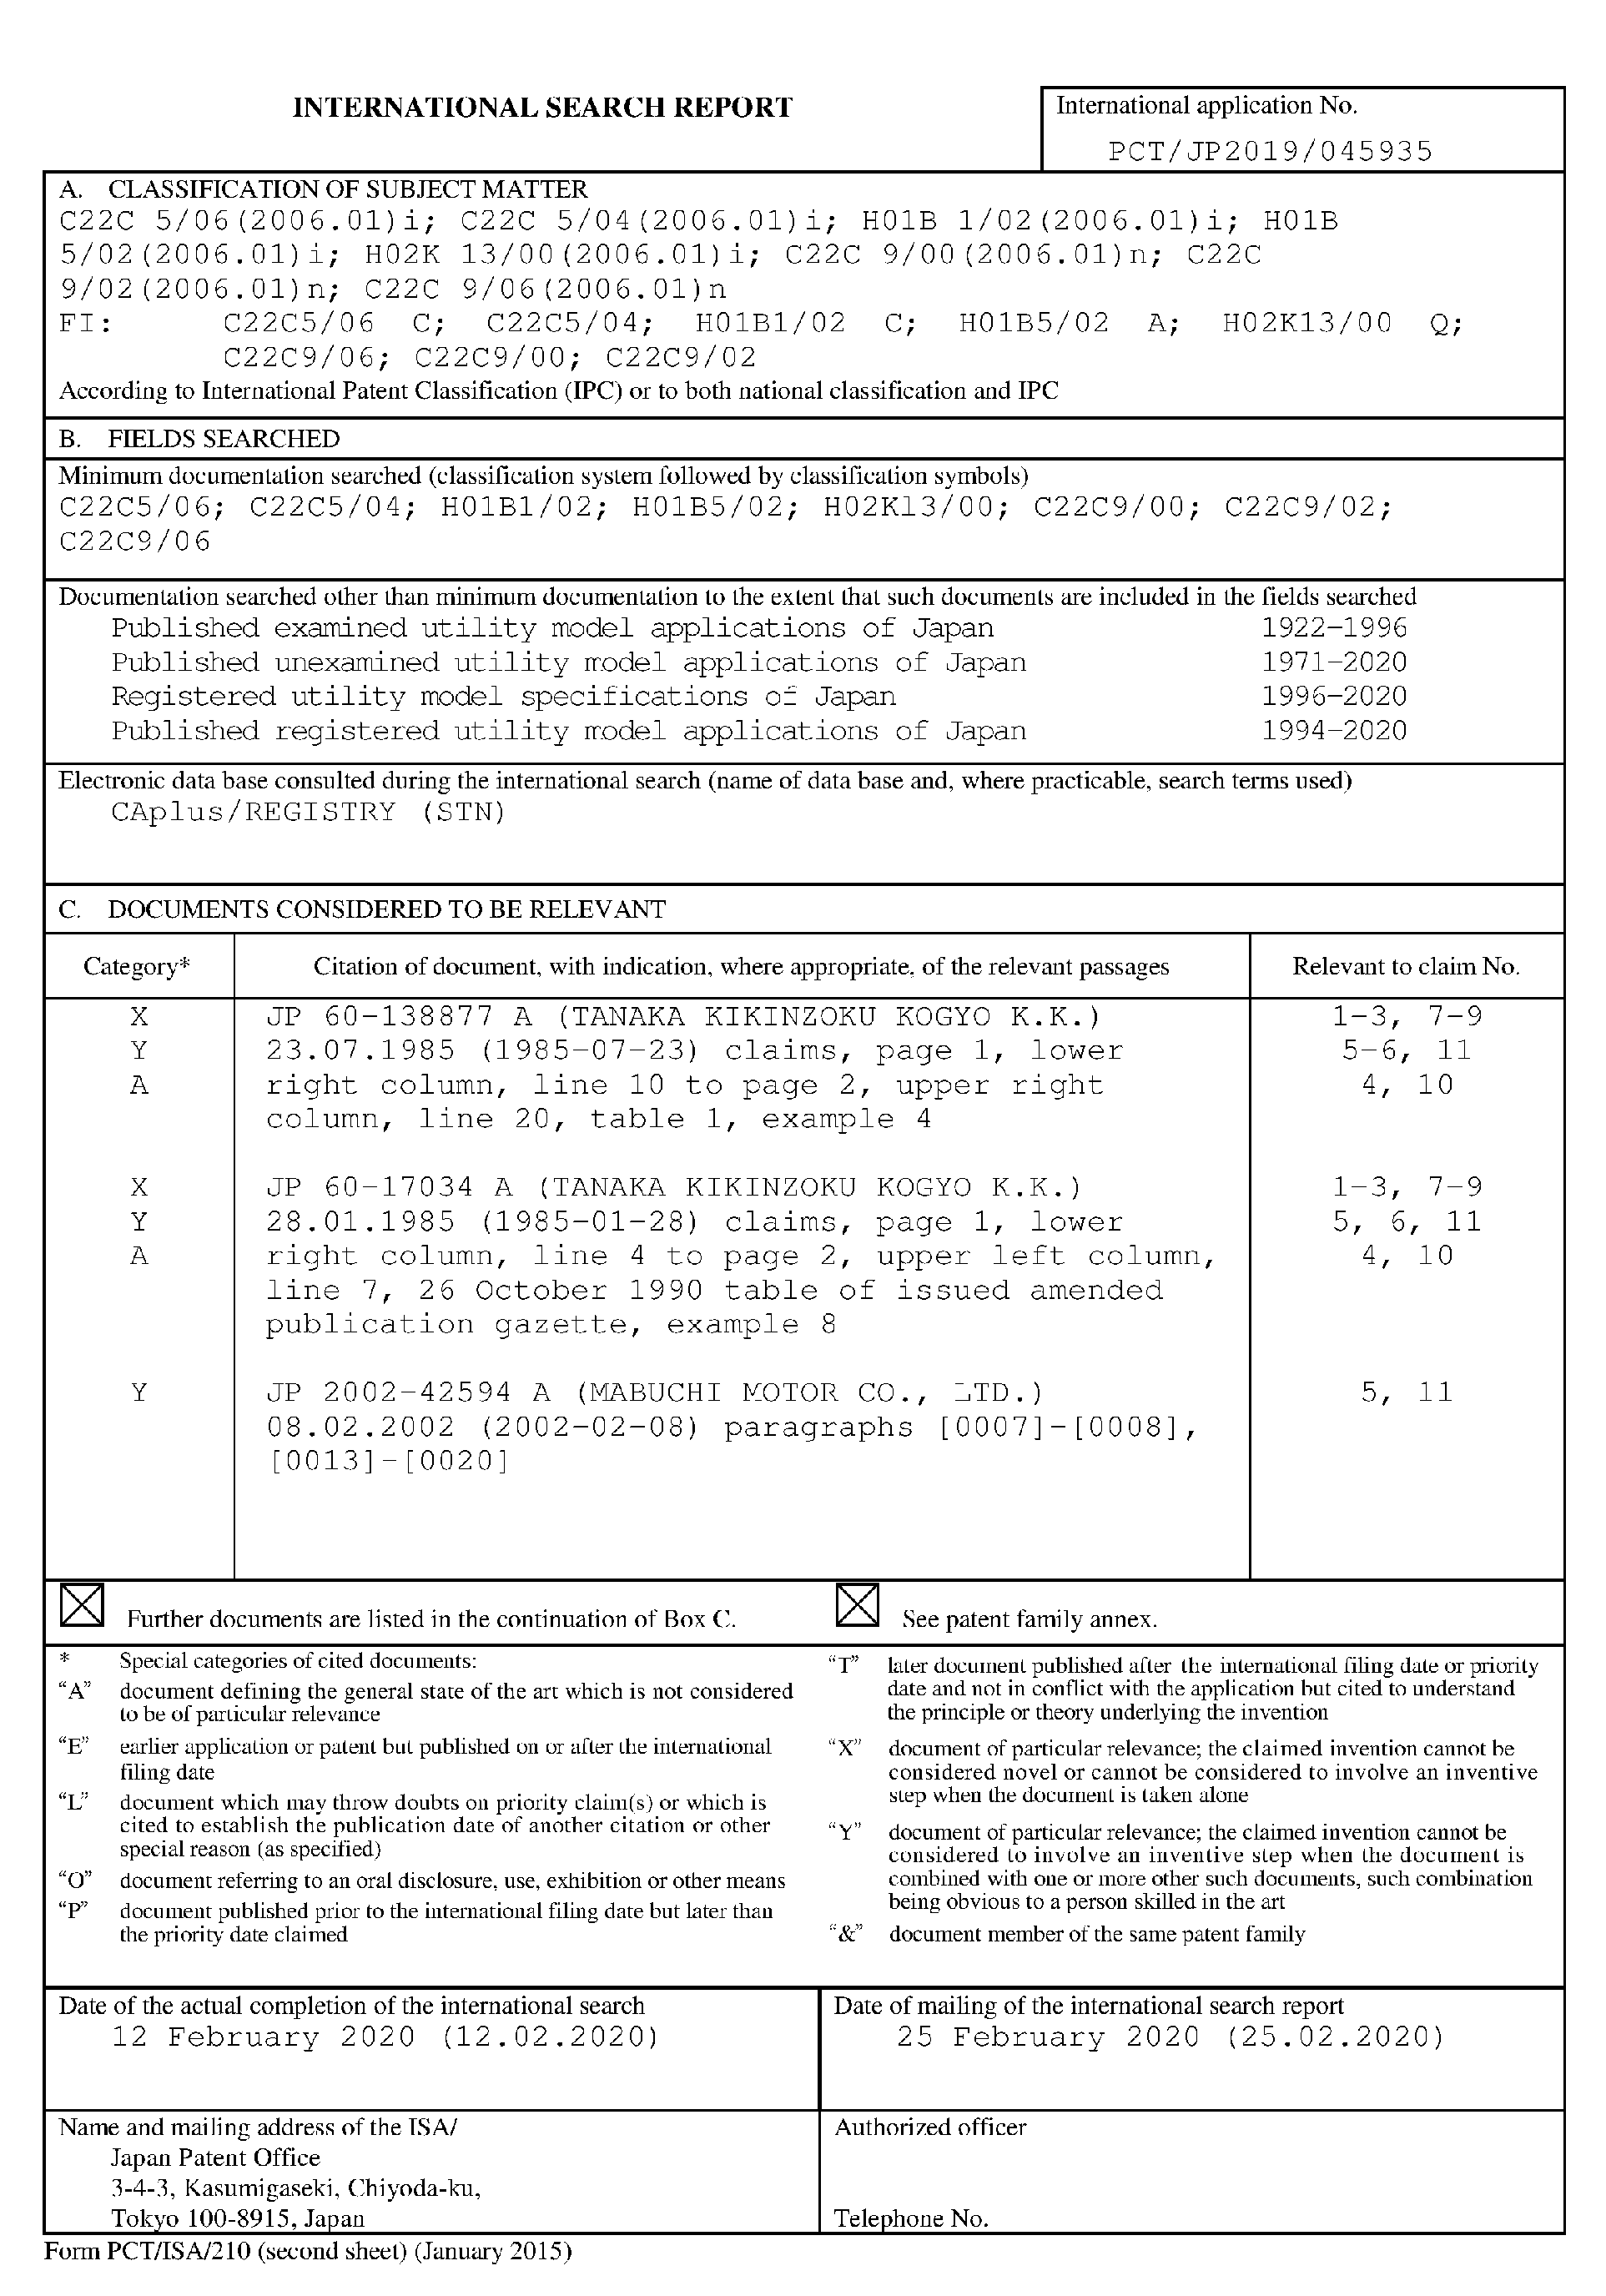 INTERNATIONAL SEARCH REPORT
International application No.
PCT/JP2019/045935
A. CLASSIFICATION OF SUBJECT MATTER
C22C 5/06(2006.01)i; C22C 5/04(2006.01)i; H01B 1/02(2006.01)i; H01B
5/02(2006.01)i; H02K 13/00(2006.01)i; C22C 9/00(2006.01)n; C22C
9/02(2006.01)n; C22C 9/06(2006.01)n
FI: C22C5/06 C; C22C5/04; H01B1/02 C; H01B5/02 A; H02K13/00 Q;
C22C9/06; C22C9/00; C22C9/02
According to International Patent Classification (IPC) or to both national classification and IPC
B. FIELDS SEARCHED
Minimum documentation searched (classification system followed by classification symbols)
C22C5/06; C22C5/04; H01B1/02; H01B5/02; H02K13/00; C22C9/00; C22C9/02;
C22C9/06
Documentation searched other than minimum documentation to the extent that such documents are included in the fields searched
Published examined utility model applications of Japan 1922-1996
Published unexamined utility model applications of Japan 1971-2020
Registered utility model specifications of Japan 1996-2020
Published registered utility model applications of Japan 1994-2020
Electronic data base consulted during the international search (name of data base and, where practicable, search terms used)
CAplus/REGISTRY (STN)
C. DOCUMENTS CONSIDERED TO BE RELEVANT
Category* Citation of document, with indication, where appropriate, of the relevant passages Relevant to claim No.
X JP 60-138877 A (TANAKA KIKINZOKU KOGYO K.K.) 1-3, 7-9
Y 23.07.1985 (1985-07-23) claims, page 1, lower 5-6, 11
A right column, line 10 to page 2, upper right 4, 10
column, line 20, table 1, example 4
X JP 60-17034 A (TANAKA KIKINZOKU KOGYO K.K.) 1-3, 7-9
Y 28.01.1985 (1985-01-28) claims, page 1, lower 5, 6, 11
A right column, line 4 to page 2, upper left column, 4, 10
line 7, 26 October 1990 table of issued amended
publication gazette, example 8
Y JP 2002-42594 A (MABUCHI MOTOR CO., LTD.) 5, 11
08.02.2002 (2002-02-08) paragraphs [0007]-[0008],
[0013]-[0020]
Further documents are listed in the continuation of Box C.
See patent family annex.
* Special categories of cited documents:
“A” document defining the general state of the art which is not considered
to be of particular relevance
“E” earlier application or patent but published on or after the international
filing date
“L” document which may throw doubts on priority claim(s) or which is
cited to establish the publication date of another citation or other
special reason (as specified)
“O” document referring to an oral disclosure, use, exhibition or other means
“P” document published prior to the international filing date but later than
the priority date claimed
“T” later document published after the international filing date or priority
date and not in conflict with the application but cited to understand
the principle or theory underlying the invention
“X” document of particular relevance; the claimed invention cannot be
considered novel or cannot be considered to involve an inventive
step when the document is taken alone
“Y” document of particular relevance; the claimed invention cannot be
considered to involve an inventive step when the document is
combined with one or more other such documents, such combination
being obvious to a person skilled in the art
“&” document member of the same patent family
Date of the actual completion of the international search
12 February 2020 (12.02.2020)
Date of mailing of the international search report
25 February 2020 (25.02.2020)
Name and mailing address of the ISA/
Japan Patent Office
3-4-3, Kasumigaseki, Chiyoda-ku,
Tokyo 100-8915, Japan
Authorized officer
Telephone No.
Form PCT/ISA/210 (second sheet) (January 2015)